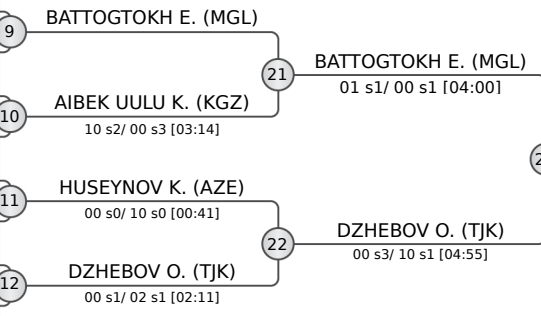 9
BATTOGTOKH E. (MGL)
21
BATTOGTOKH E. (MGL)
01 s1/ 00 s1 [04:00]
10
AIBEK UULU K. (KGZ)
10 s2/ 00 s3 [03:14]
11
HUSEYNOV K. (AZE)
00 s0/ 10 s0 [00:41]
22
DZHEBOV O. (TJK)
00 s3/ 10 s1 [04:55]
12
DZHEBOV O. (TJK)
00 s1/ 02 s1 [02:11]